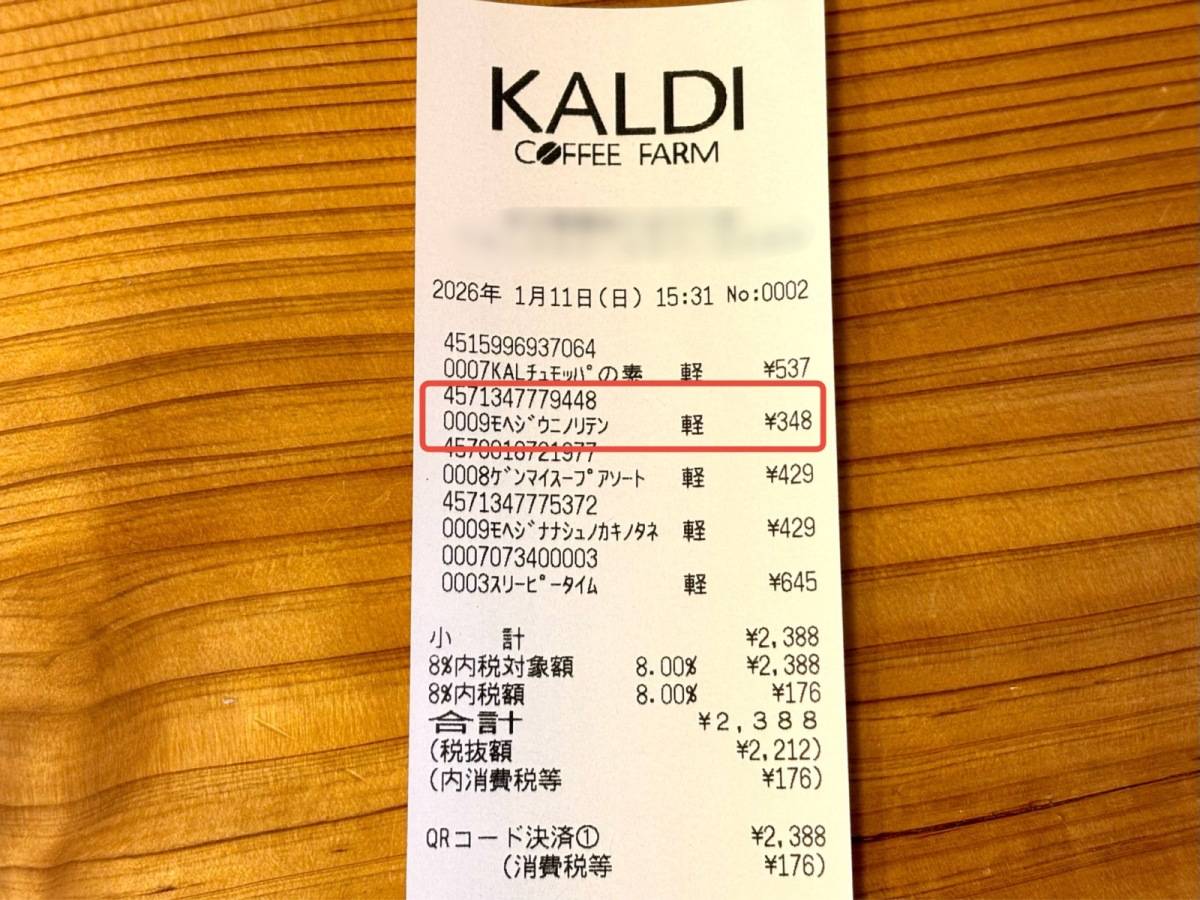 KALDI
COFFEE FARM
2026年 1月11日(日) 15:31 No:0002
4515996937064
0007KALﾁｭﾓｯﾊﾟの素 軽 ¥537
4571347779448
0009ﾓﾍｼﾞｳﾆﾉﾘﾃﾝ 軽 ¥348
4570010721977
0008ｹﾞﾝﾏｲｽｰﾌﾟｱｿｰﾄ 軽 ¥429
4571347775372
0009ﾓﾍｼﾞﾅﾅｼｭﾉｶｷﾉﾀﾈ 軽 ¥429
0007073400003
0003ｽﾘｰﾋﾟｰﾀｲﾑ 軽 ¥645
小 計 ¥2,388
8%内税対象額 8.00% ¥2,388
8%内税額 8.00% ¥176
合計 ¥2,388
(税抜額 ¥2,212)
(内消費税等 ¥176)
QRコード決済① ¥2,388
(消費税等 ¥176)